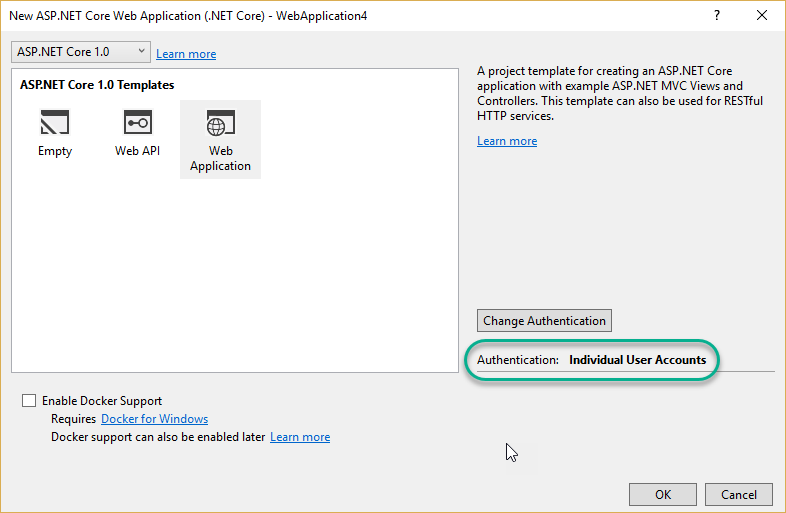 New ASP.NET Core Web Application (.NET Core) - WebApplication4
?
ASP.NET Core 1.0
Learn more
ASP.NET Core 1.0 Templates
Empty
Web API
Web
Application
A project template for creating an ASP.NET Core
application with example ASP.NET MVC Views and
Controllers. This template can also be used for RESTful
HTTP services.
Learn more
Change Authentication
Authentication: Individual User Accounts
Enable Docker Support
Requires Docker for Windows
Docker support can also be enabled later Learn more
OK
Cancel